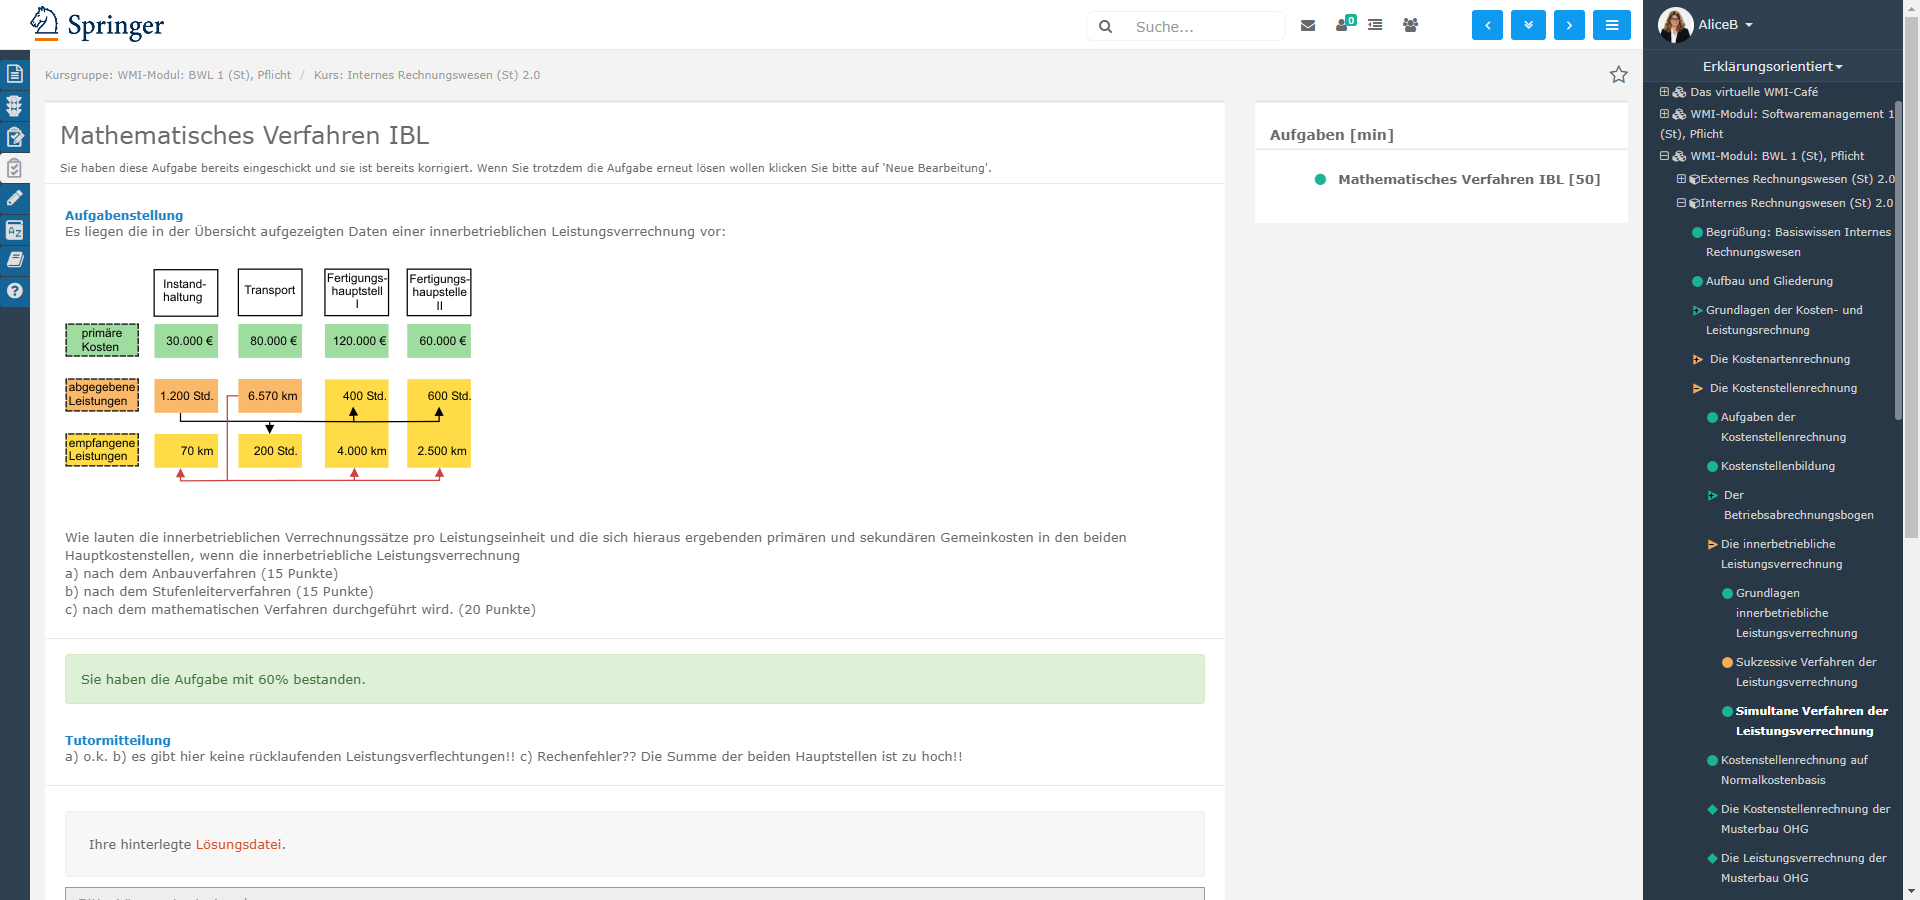 Springer
Suche...
0
AliceB
Erklärungsorientiert
Kursgruppe: WMI-Modul: BWL 1 (St), Pflicht / Kurs: Internes Rechnungswesen (St) 2.0
Mathematisches Verfahren IBL
Sie haben diese Aufgabe bereits eingeschickt und sie ist bereits korrigiert. Wenn Sie trotzdem die Aufgabe erneut lösen wollen klicken Sie bitte auf 'Neue Bearbeitung'.
Aufgabenstellung
Es liegen die in der Übersicht aufgezeigten Daten einer innerbetrieblichen Leistungsverrechnung vor:
Instand-
haltung
Transport
Fertigungs-
hauptstell
I
Fertigungs-
haupstelle
II
primäre
Kosten
30.000 €
80.000 €
120.000 €
60.000 €
abgegebene
Leistungen
1.200 Std.
6.570 km
400 Std.
600 Std.
empfangene
Leistungen
70 km
200 Std.
4.000 km
2.500 km
Wie lauten die innerbetrieblichen Verrechnungssätze pro Leistungseinheit und die sich hieraus ergebenden primären und sekundären Gemeinkosten in den beiden
Hauptkostenstellen, wenn die innerbetriebliche Leistungsverrechnung
a) nach dem Anbauverfahren (15 Punkte)
b) nach dem Stufenleiterverfahren (15 Punkte)
c) nach dem mathematischen Verfahren durchgeführt wird. (20 Punkte)
Sie haben die Aufgabe mit 60% bestanden.
Tutormitteilung
a) o.k. b) es gibt hier keine rücklaufenden Leistungsverflechtungen!! c) Rechenfehler?? Die Summe der beiden Hauptstellen ist zu hoch!!
Ihre hinterlegte Lösungsdatei.
Aufgaben [min]
Mathematisches Verfahren IBL [50]
Das virtuelle WMI-Café
WMI-Modul: Softwaremanagement 1
(St), Pflicht
WMI-Modul: BWL 1 (St), Pflicht
Externes Rechnungswesen (St) 2.0
Internes Rechnungswesen (St) 2.0
Begrüßung: Basiswissen Internes
Rechnungswesen
Aufbau und Gliederung
Grundlagen der Kosten- und
Leistungsrechnung
Die Kostenartenrechnung
Die Kostenstellenrechnung
Aufgaben der
Kostenstellenrechnung
Kostenstellenbildung
Der
Betriebsabrechnungsbogen
Die innerbetriebliche
Leistungsverrechnung
Grundlagen
innerbetriebliche
Leistungsverrechnung
Sukzessive Verfahren der
Leistungsverrechnung
Simultane Verfahren der
Leistungsverrechnung
Kostenstellenrechnung auf
Normalkostenbasis
Die Kostenstellenrechnung der
Musterbau OHG
Die Leistungsverrechnung der
Musterbau OHG